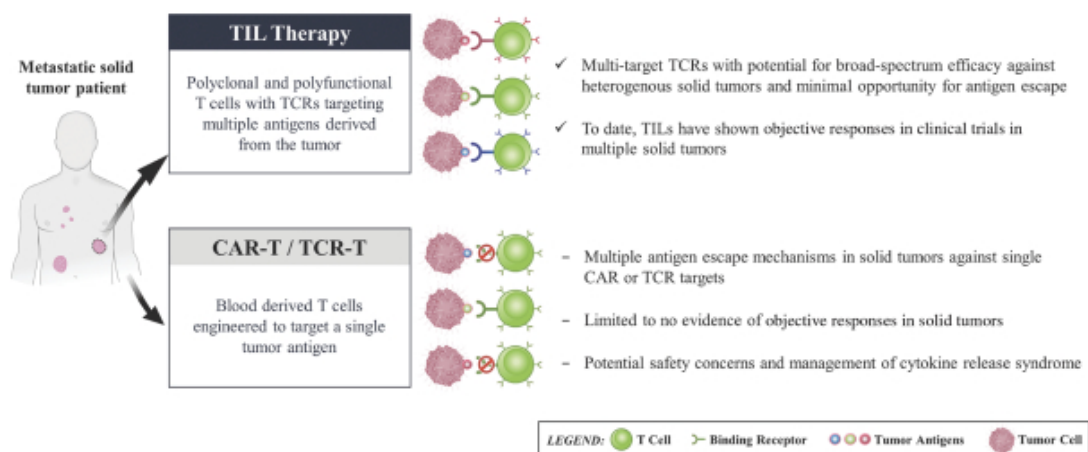 Metastatic solid
tumor patient
TIL Therapy
Polyclonal and polyfunctional
T cells with TCRs targeting
multiple antigens derived
from the tumor
✓ Multi-target TCRs with potential for broad-spectrum efficacy against
heterogenous solid tumors and minimal opportunity for antigen escape
✓ To date, TILs have shown objective responses in clinical trials in
multiple solid tumors
CAR-T / TCR-T
Blood derived T cells
engineered to target a single
tumor antigen
– Multiple antigen escape mechanisms in solid tumors against single
CAR or TCR targets
– Limited to no evidence of objective responses in solid tumors
– Potential safety concerns and management of cytokine release syndrome
LEGEND: T Cell Binding Receptor Tumor Antigens Tumor Cell